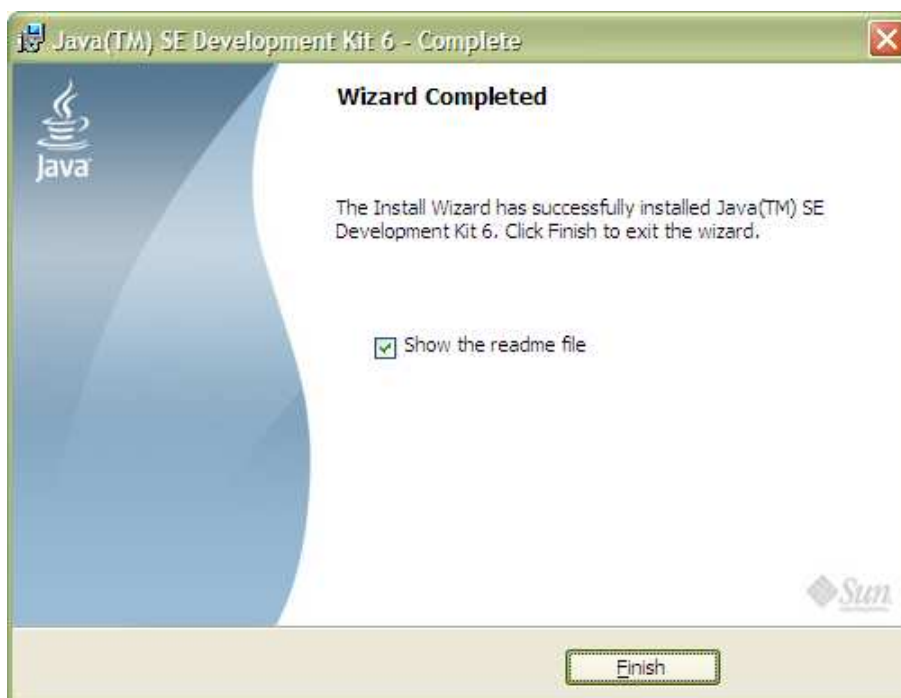 Java(TM) SE Development Kit 6 - Complete
Java
Wizard Completed
The Install Wizard has successfully installed Java(TM) SE
Development Kit 6. Click Finish to exit the wizard.
Show the readme file
Sun
Finish